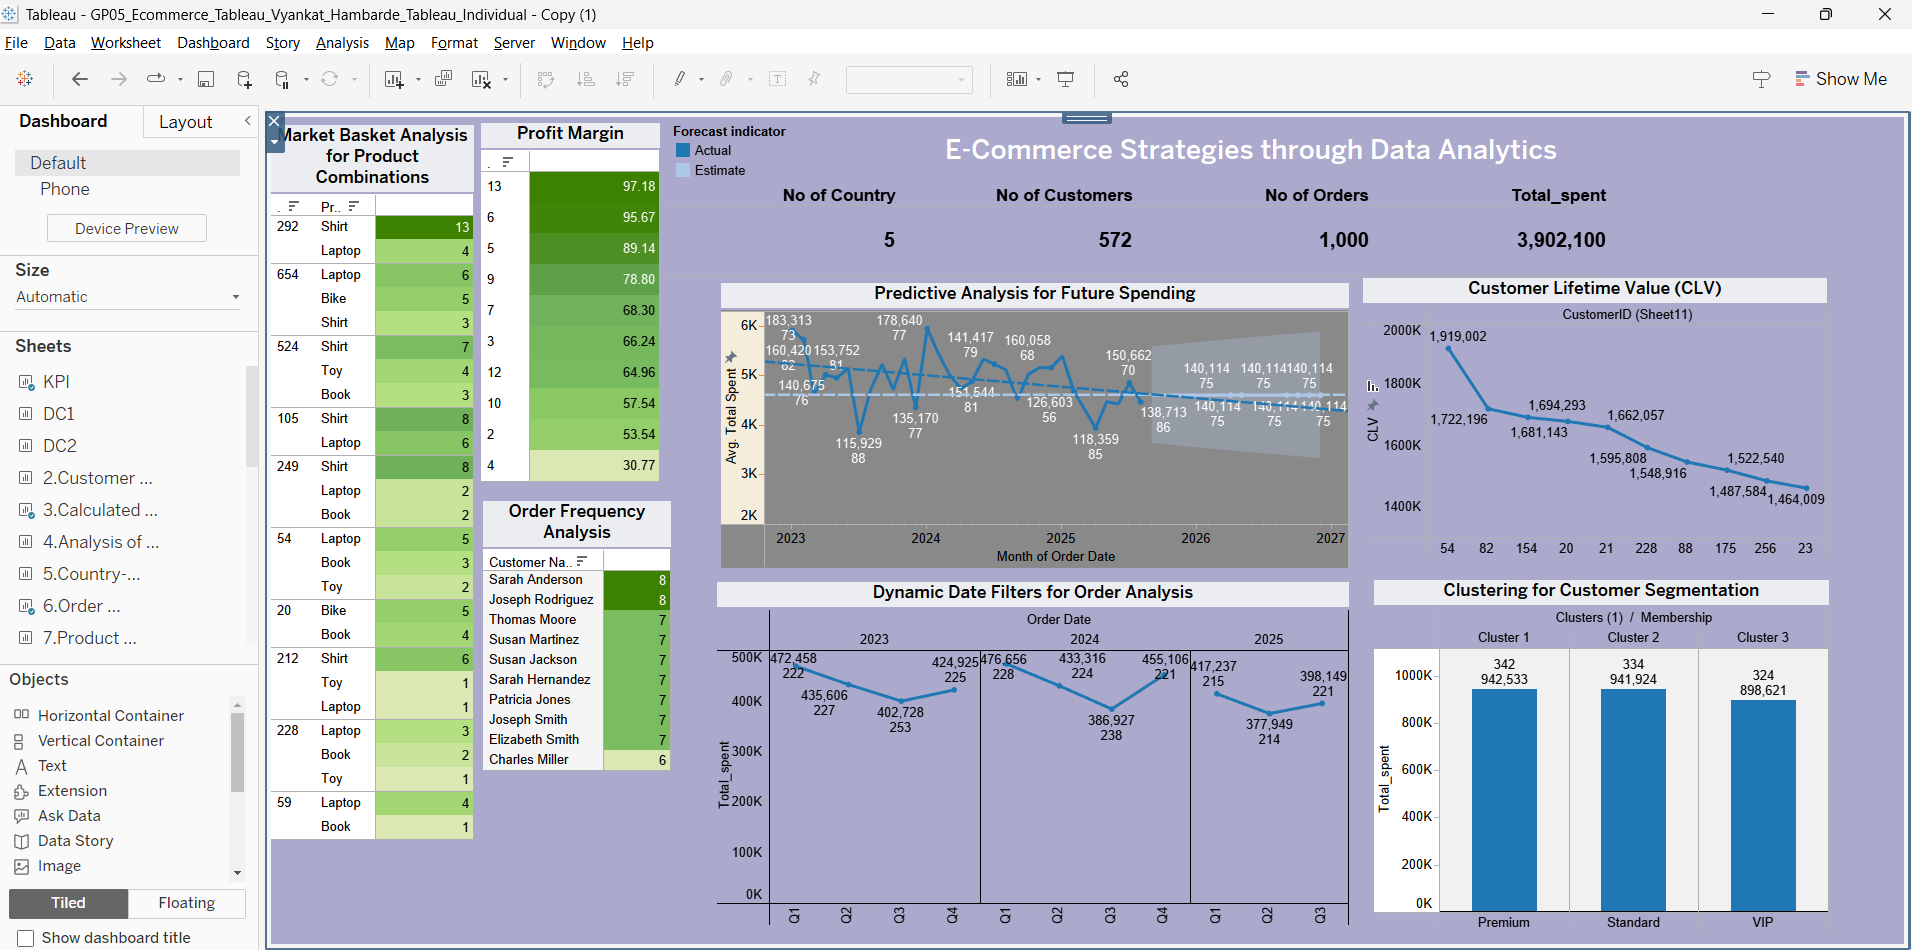 Tableau - GP05_Ecommerce_Tableau_Vyankat_Hambarde_Tableau_Individual - Copy (1)
File Data Worksheet Dashboard Story Analysis Map Format Server Window Help
Show Me
Dashboard Layout
Default
Phone
Device Preview
Size
Automatic
Sheets
KPI
DC1
DC2
2.Customer ...
3.Calculated ...
4.Analysis of ...
5.Country-...
6.Order ...
7.Product ...
Objects
Horizontal Container
Vertical Container
Text
Extension
Ask Data
Data Story
Image
Tiled Floating
Show dashboard title
Market Basket Analysis
for Product
Combinations
. Pr..
292 Shirt 13
Laptop 4
654 Laptop 6
Bike 5
Shirt 3
524 Shirt 7
Toy 4
Book 3
105 Shirt 8
Laptop 6
249 Shirt 8
Laptop 2
Book 2
54 Laptop 5
Book 3
Toy 2
20 Bike 5
Book 4
212 Shirt 6
Toy 1
Laptop 1
228 Laptop 3
Book 2
Toy 1
59 Laptop 4
Book 1
Profit Margin
.
13 97.18
6 95.67
5 89.14
9 78.80
7 68.30
3 66.24
12 64.96
10 57.54
2 53.54
4 30.77
Order Frequency
Analysis
Customer Na..
Sarah Anderson 8
Joseph Rodriguez 8
Thomas Moore 7
Susan Martinez 7
Susan Jackson 7
Sarah Hernandez 7
Patricia Jones 7
Joseph Smith 7
Elizabeth Smith 7
Charles Miller 6
Forecast indicator
Actual
Estimate
E-Commerce Strategies through Data Analytics
No of Country No of Customers No of Orders Total_spent
5 572 1,000 3,902,100
Predictive Analysis for Future Spending
Avg. Total Spent
6K
5K
4K
3K
2K
183,313
73
160,420
82
153,752
81
140,675
76
115,929
88
178,640
77
135,170
77
141,417
79
151,544
81
160,058
68
126,603
56
118,359
85
150,662
70
138,713
86
140,114
75
140,114
75
140,114
75
140,114
75
140,114
75
140,114
75
2023 2024 2025 2026 2027
Month of Order Date
Customer Lifetime Value (CLV)
CustomerID (Sheet11)
CLV
2000K
1800K
1600K
1400K
1,919,002
1,722,196
1,694,293
1,681,143
1,662,057
1,595,808
1,548,916
1,522,540
1,487,584
1,464,009
54 82 154 20 21 228 88 175 256 23
Dynamic Date Filters for Order Analysis
Order Date
2023 2024 2025
Total_spent
500K
400K
300K
200K
100K
0K
472,458
222
435,606
227
402,728
253
424,925
225
476,656
228
433,316
224
386,927
238
455,106
221
417,237
215
377,949
214
398,149
221
Q1 Q2 Q3 Q4 Q1 Q2 Q3 Q4 Q1 Q2 Q3
Clustering for Customer Segmentation
Clusters (1) / Membership
Cluster 1 Cluster 2 Cluster 3
Total_spent
1000K
800K
600K
400K
200K
0K
342
942,533
334
941,924
324
898,621
Premium Standard VIP